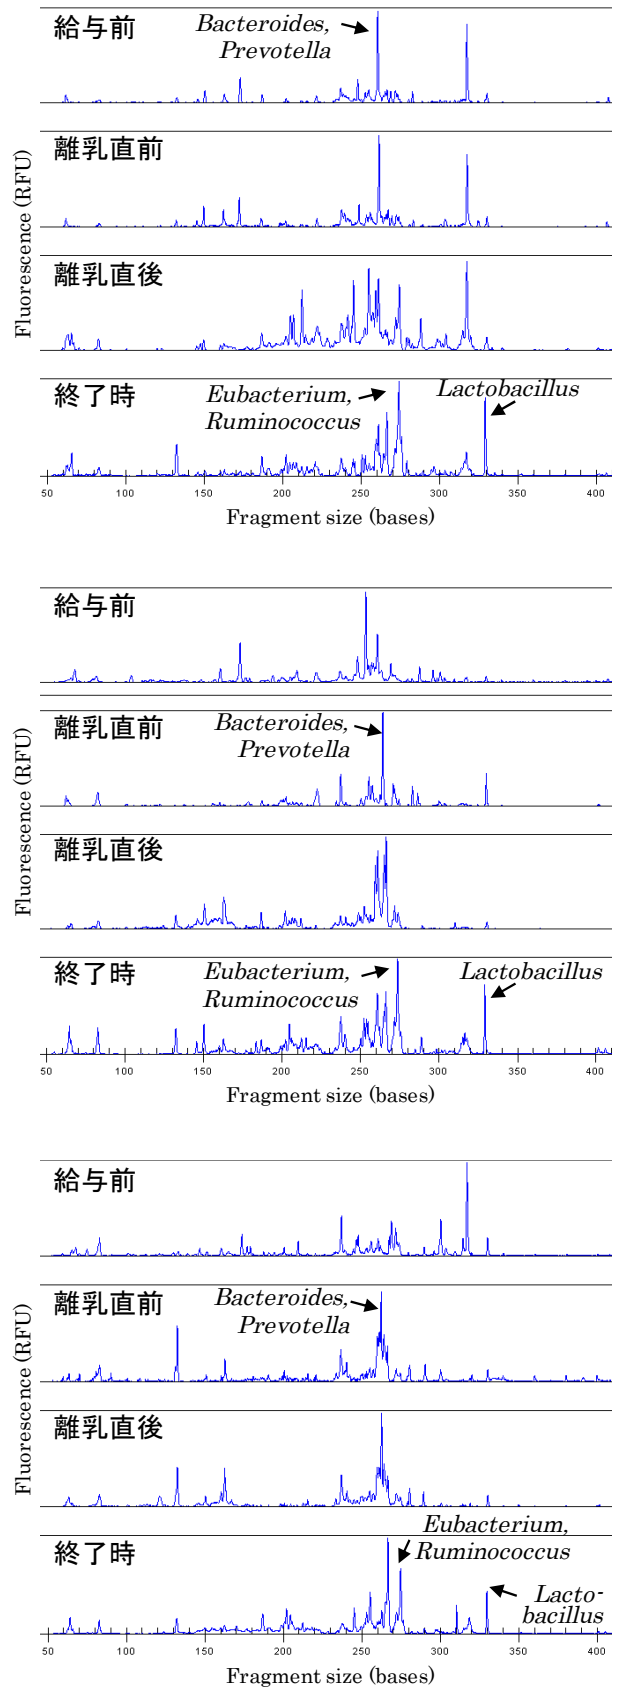 給与前
Bacteroides,
Prevotella
離乳直前
離乳直後
終了時
Eubacterium,
Ruminococcus
Lactobacillus
Fluorescence (RFU)
50 100 150 200 250 300 350 400
Fragment size (bases)
給与前
離乳直前
Bacteroides,
Prevotella
離乳直後
終了時
Eubacterium,
Ruminococcus
Lactobacillus
Fluorescence (RFU)
50 100 150 200 250 300 350 400
Fragment size (bases)
給与前
離乳直前
Bacteroides,
Prevotella
離乳直後
終了時
Eubacterium,
Ruminococcus
Lacto-
bacillus
Fluorescence (RFU)
50 100 150 200 250 300 350 400
Fragment size (bases)